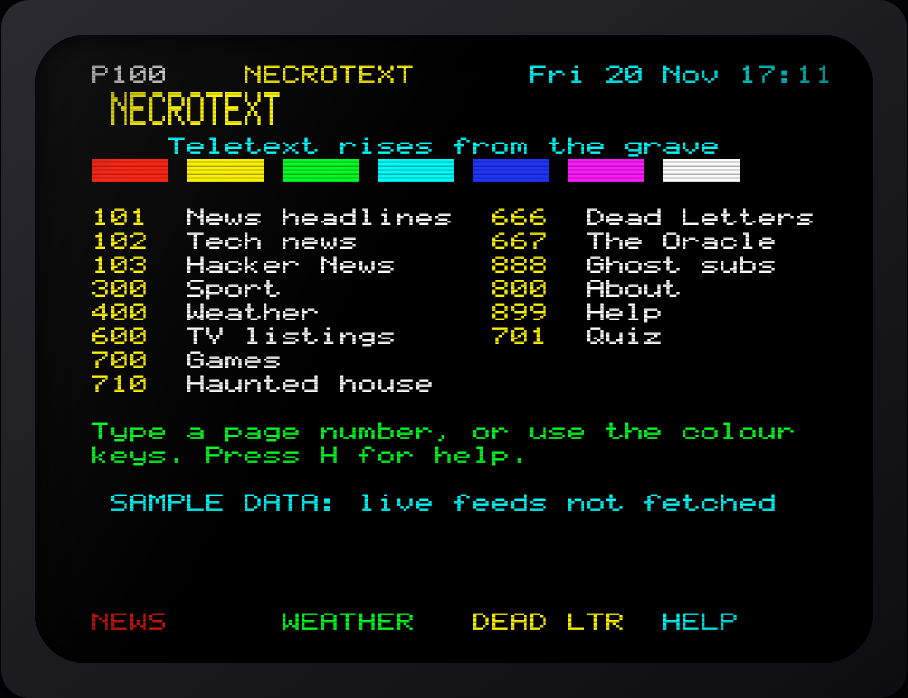 P100 NECROTEXT Fri 20 Nov 17:11
NECROTEXT
Teletext rises from the grave
101 News headlines 666 Dead Letters
102 Tech news 667 The Oracle
103 Hacker News 888 Ghost subs
300 Sport 800 About
400 Weather 899 Help
600 TV listings 701 Quiz
700 Games
710 Haunted house
Type a page number, or use the colour
keys. Press H for help.
SAMPLE DATA: live feeds not fetched
NEWS WEATHER DEAD LTR HELP